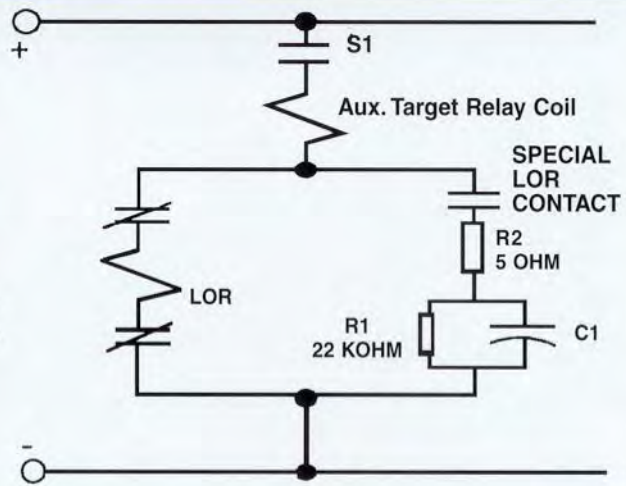 +
S1
Aux. Target Relay Coil
SPECIAL
LOR
CONTACT
R2
5 OHM
LOR
R1
22 KOHM
C1
-